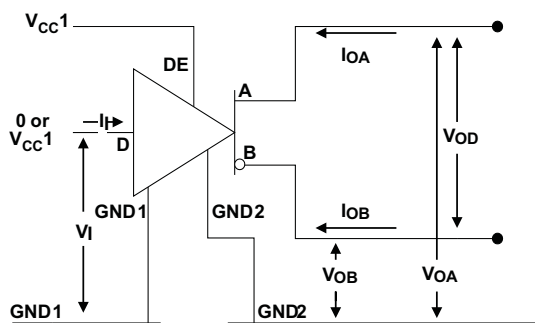 VCC1
DE
IOA
A
0 or
VCC1
II
D
VOD
B
GND1
GND2
IOB
VI
VOB
VOA
GND1
GND2